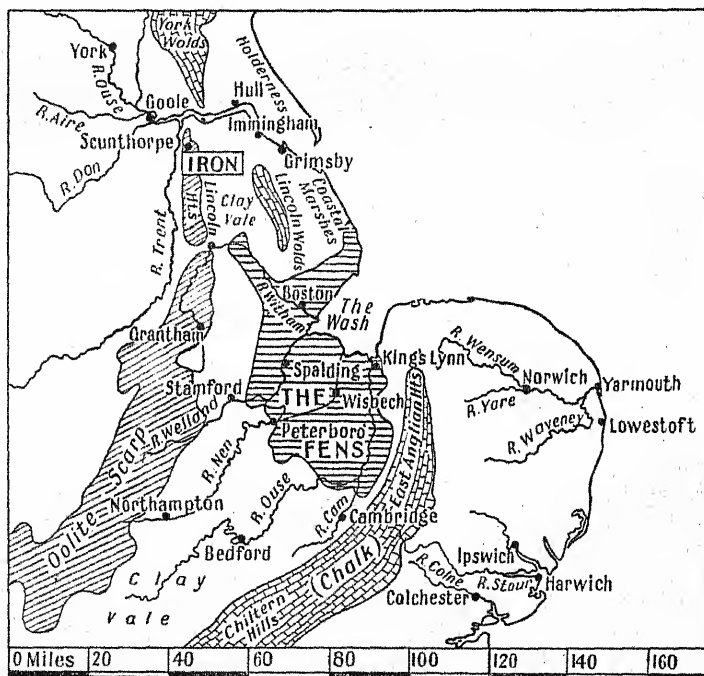 York
Wolds
York
R. Ouse
Holderness
Goole
Hull
R. Aire
Immingham
Scunthorpe
IRON
Grimsby
R. Don
Clay
Vale
Lincoln
Hts
Lincoln Wolds
Coastal
Marshes
R. Trent
R. Witham
Boston
The
Wash
Grantham
Spalding
King's Lynn
R. Wensum
Norwich
Yarmouth
Stamford
THE
Wisbech
R. Yare
R. Welland
Peterboro
FENS
R. Waveney
Lowestoft
Oolite Scarp
R. Nen
R. Ouse
East Anglian Hts
Northampton
R. Cam
Cambridge
Bedford
(Chalk)
Ipswich
Clay
Vale
R. Colne
R. Stour
Harwich
Colchester
Chiltern
Hills
0 Miles 20 40 60 80 100 120 140 160